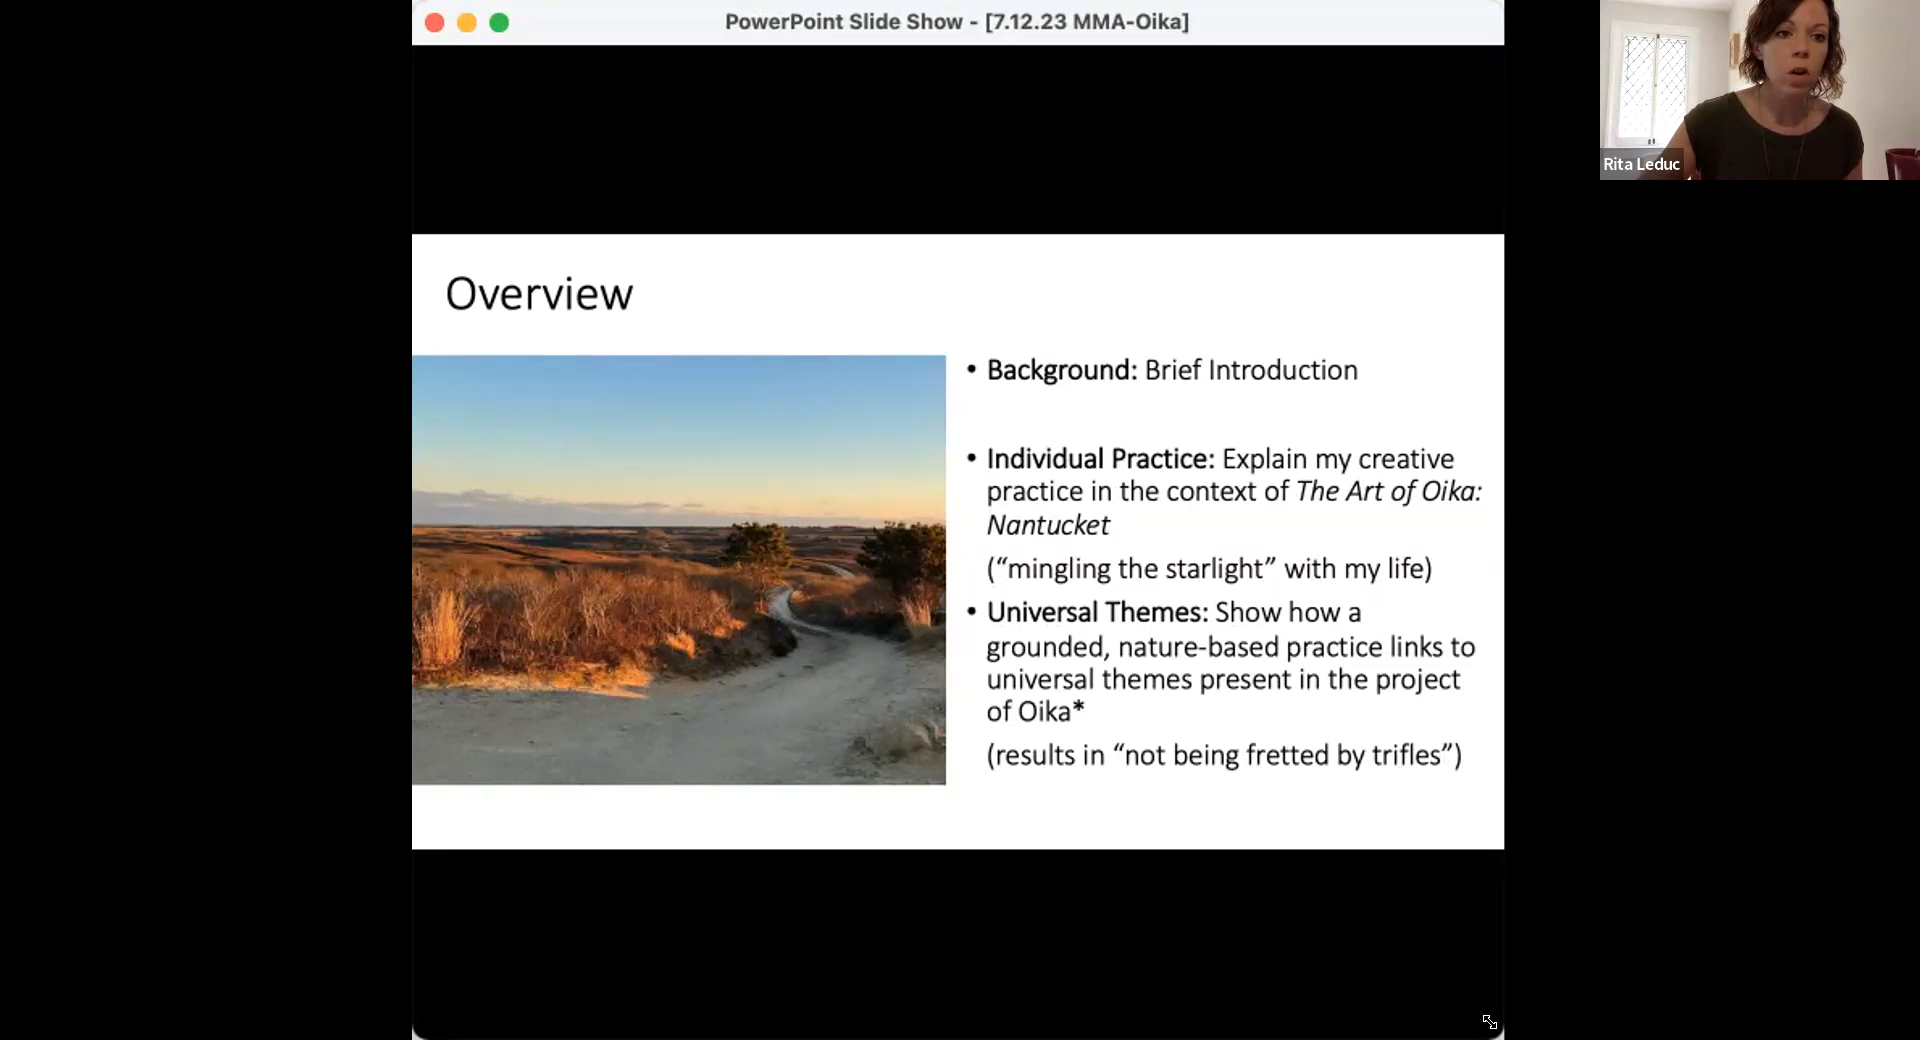 PowerPoint Slide Show - [7.12.23 MMA-Oika]
Rita Leduc
Overview
• Background: Brief Introduction
• Individual Practice: Explain my creative
practice in the context of The Art of Oika:
Nantucket
(“mingling the starlight” with my life)
• Universal Themes: Show how a
grounded, nature-based practice links to
universal themes present in the project
of Oika*
(results in “not being fretted by trifles”)